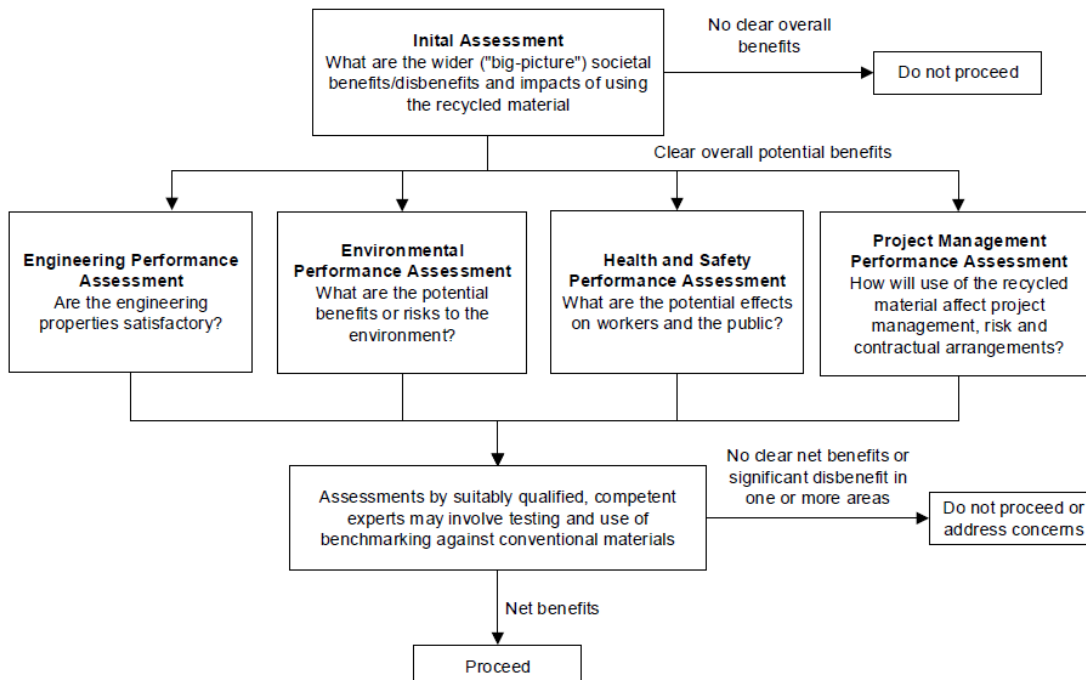 Inital Assessment
What are the wider ("big-picture") societal
benefits/disbenefits and impacts of using
the recycled material
No clear overall
benefits
Do not proceed
Clear overall potential benefits
Engineering Performance
Assessment
Are the engineering
properties satisfactory?
Environmental
Performance Assessment
What are the potential
benefits or risks to the
environment?
Health and Safety
Performance Assessment
What are the potential effects
on workers and the public?
Project Management
Performance Assessment
How will use of the recycled
material affect project
management, risk and
contractual arrangements?
Assessments by suitably qualified, competent
experts may involve testing and use of
benchmarking against conventional materials
No clear net benefits or
significant disbenefit in
one or more areas
Do not proceed or
address concerns
Net benefits
Proceed